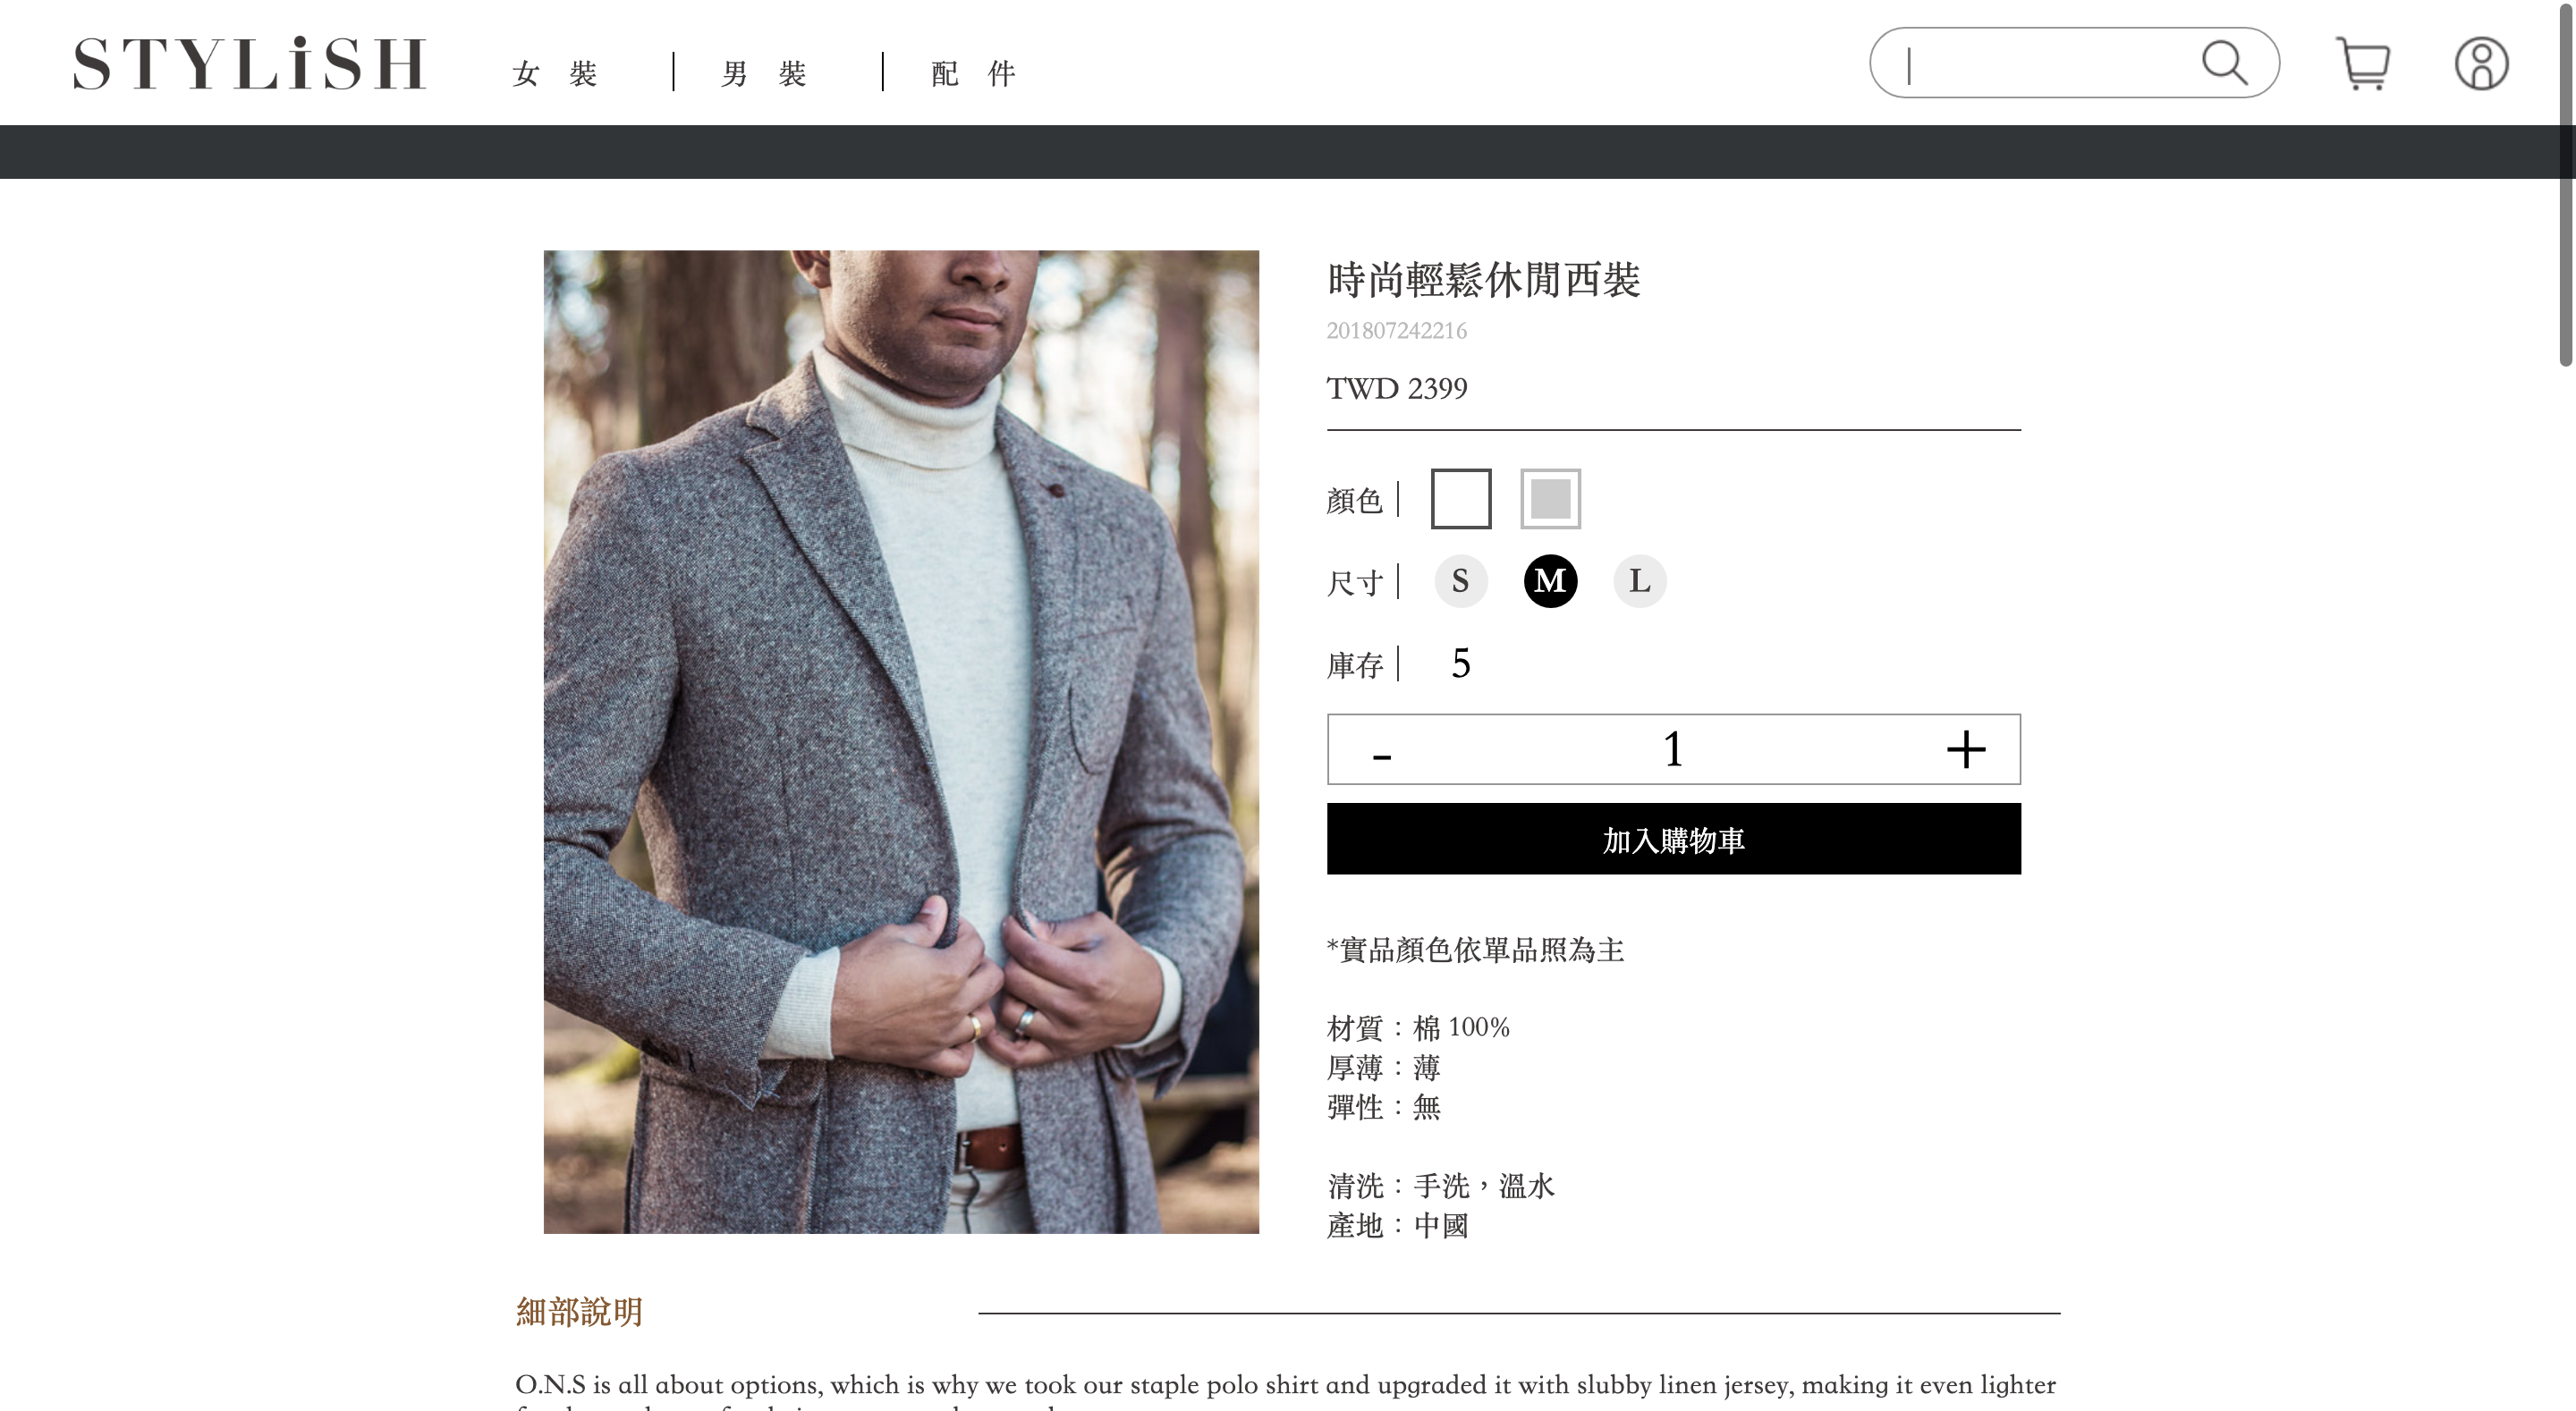 STYLiSH
女裝 | 男裝 | 配件
時尚輕鬆休閒西裝
201807242216
TWD 2399
顏色 |
尺寸 | S M L
庫存 | 5
- 1 +
加入購物車
*實品顏色依單品照為主
材質：棉 100%
厚薄：薄
彈性：無
清洗：手洗，溫水
產地：中國
細部說明
O.N.S is all about options, which is why we took our staple polo shirt and upgraded it with slubby linen jersey, making it even lighter